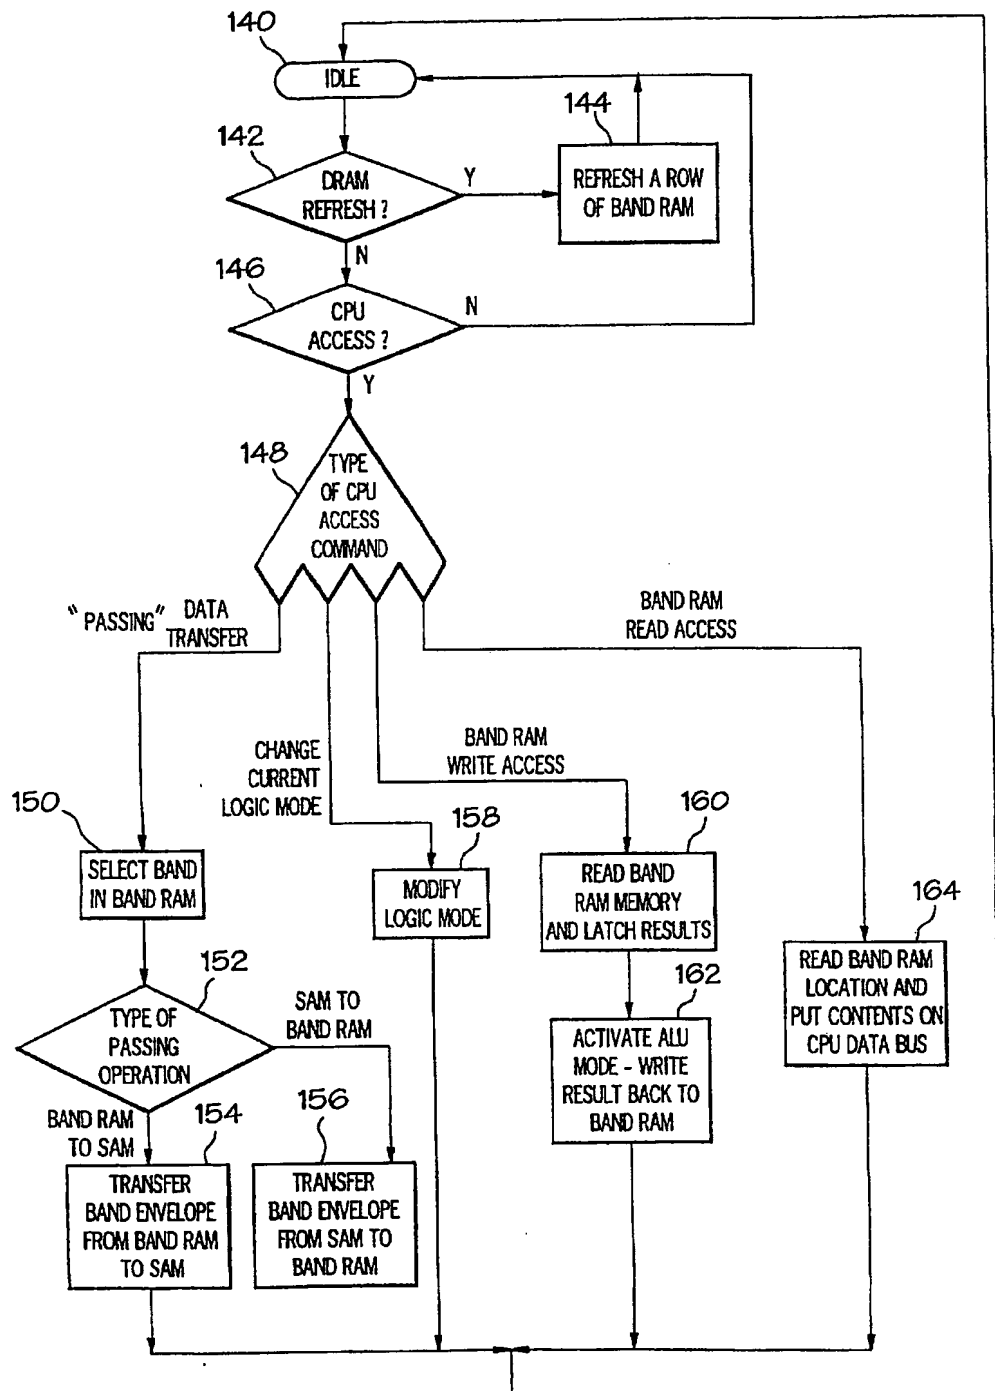 140
IDLE
142
DRAM
REFRESH ?
Y
144
REFRESH A ROW
OF BAND RAM
N
146
CPU
ACCESS ?
N
Y
148
TYPE
OF CPU
ACCESS
COMMAND
"PASSING" DATA
TRANSFER
BAND RAM
READ ACCESS
CHANGE
CURRENT
LOGIC MODE
BAND RAM
WRITE ACCESS
150
SELECT BAND
IN BAND RAM
158
MODIFY
LOGIC MODE
160
READ BAND
RAM MEMORY
AND LATCH RESULTS
164
READ BAND RAM
LOCATION AND
PUT CONTENTS ON
CPU DATA BUS
152
TYPE OF
PASSING
OPERATION
SAM TO
BAND RAM
162
ACTIVATE ALU
MODE - WRITE
RESULT BACK TO
BAND RAM
BAND RAM
TO SAM
154
TRANSFER
BAND ENVELOPE
FROM BAND RAM
TO SAM
156
TRANSFER
BAND ENVELOPE
FROM SAM TO
BAND RAM